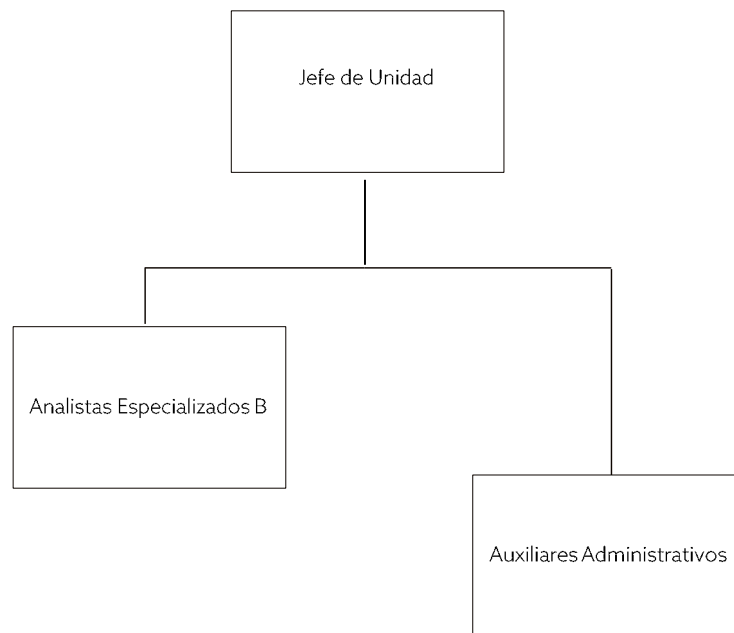 Jefe de Unidad
Analistas Especializados B
Auxiliares Administrativos